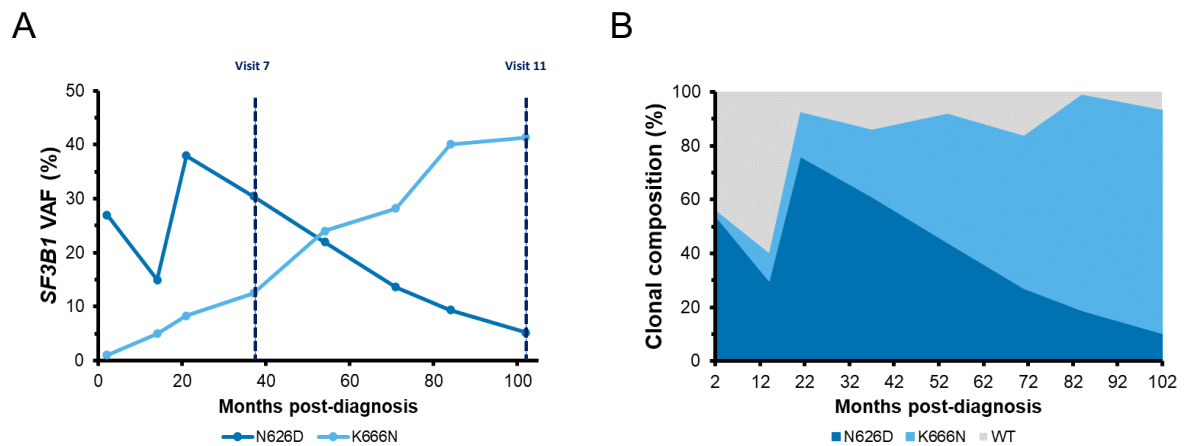 A
Visit 7
Visit 11
SF3B1 VAF (%)
50
40
30
20
10
0
0 20 40 60 80 100
Months post-diagnosis
N626D K666N
B
Clonal composition (%)
100
80
60
40
20
0
2 12 22 32 42 52 62 72 82 92 102
Months post-diagnosis
N626D K666N WT